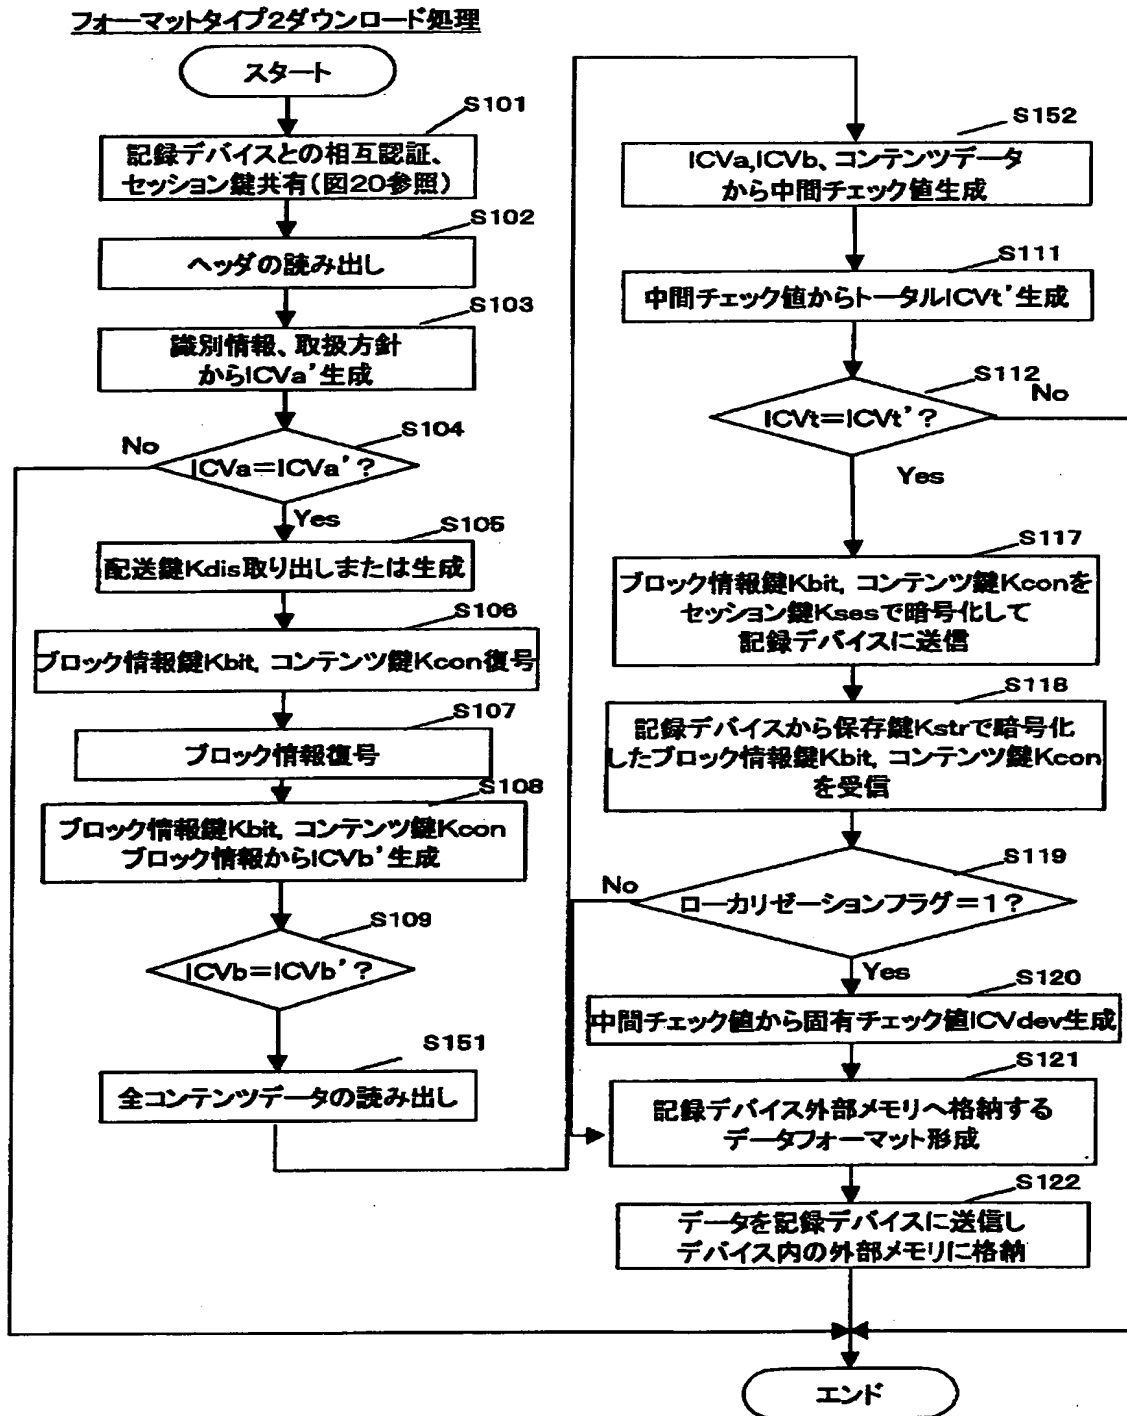 フォーマットタイプ2ダウンロード処理
スタート
S101
記録デバイスとの相互認証、
セッション鍵共有(図20参照)
S102
ヘッダの読み出し
S103
識別情報、取扱方針
からICVa'生成
S104
No
ICVa=ICVa'?
Yes
S105
配送鍵Kdis取り出しまたは生成
S106
ブロック情報鍵Kbit, コンテンツ鍵Kcon復号
S107
ブロック情報復号
S108
ブロック情報鍵Kbit, コンテンツ鍵Kcon
ブロック情報からICVb'生成
S109
ICVb=ICVb'?
S151
全コンテンツデータの読み出し
S152
ICVa,ICVb、コンテンツデータ
から中間チェック値生成
S111
中間チェック値からトータルICVt'生成
S112
No
ICVt=ICVt'?
Yes
S117
ブロック情報鍵Kbit, コンテンツ鍵Kconを
セッション鍵Ksesで暗号化して
記録デバイスに送信
S118
記録デバイスから保存鍵Kstrで暗号化
したブロック情報鍵Kbit, コンテンツ鍵Kcon
を受信
S119
No
ローカリゼーションフラグ=1?
Yes
S120
中間チェック値から固有チェック値ICVdev生成
S121
記録デバイス外部メモリへ格納する
データフォーマット形成
S122
データを記録デバイスに送信し
デバイス内の外部メモリに格納
エンド